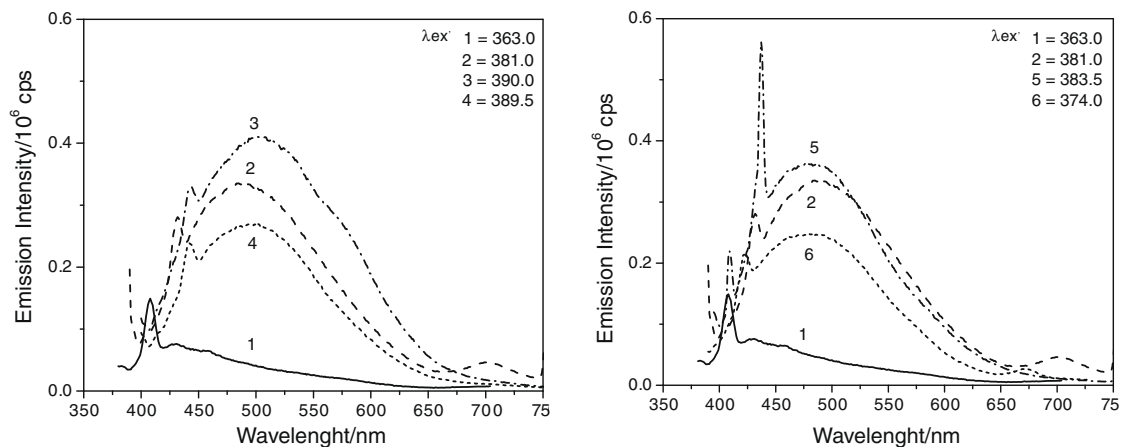 0.6
0.4
0.2
0.0
Emission Intensity/10⁶ cps
λex' 1 = 363.0
2 = 381.0
3 = 390.0
4 = 389.5
3
2
4
1
350 400 450 500 550 600 650 700 75
Wavelenght/nm
0.6
0.4
0.2
0.0
Emission Intensity/10⁶ cps
λex' 1 = 363.0
2 = 381.0
5 = 383.5
6 = 374.0
5
2
6
1
350 400 450 500 550 600 650 700 75
Wavelenght/nm